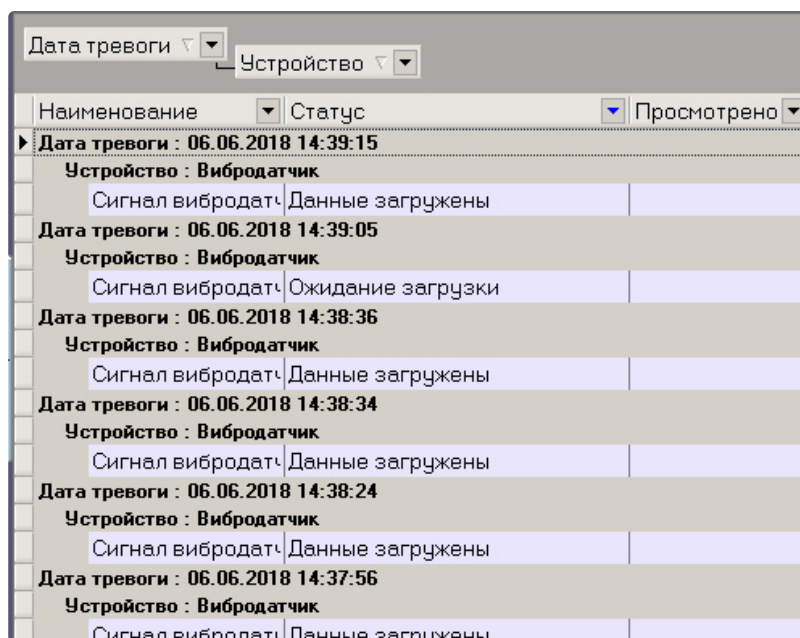 Дата тревоги
Устройство
Наименование Статус Просмотрено
Дата тревоги : 06.06.2018 14:39:15
Устройство : Вибродатчик
Сигнал вибродатч Данные загружены
Дата тревоги : 06.06.2018 14:39:05
Устройство : Вибродатчик
Сигнал вибродатч Ожидание загрузки
Дата тревоги : 06.06.2018 14:38:36
Устройство : Вибродатчик
Сигнал вибродатч Данные загружены
Дата тревоги : 06.06.2018 14:38:34
Устройство : Вибродатчик
Сигнал вибродатч Данные загружены
Дата тревоги : 06.06.2018 14:38:24
Устройство : Вибродатчик
Сигнал вибродатч Данные загружены
Дата тревоги : 06.06.2018 14:37:56
Устройство : Вибродатчик
Сигнал вибродатч Данные загружены